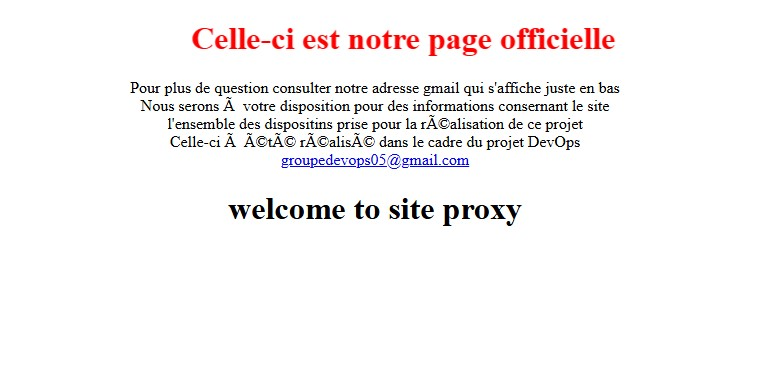 Celle-ci est notre page officielle
Pour plus de question consulter notre adresse gmail qui s'affiche juste en bas
Nous serons Ã  votre disposition pour des informations consernant le site
l'ensemble des dispositins prise pour la rÃ©alisation de ce projet
Celle-ci Ã  Ã©tÃ© rÃ©alisÃ© dans le cadre du projet DevOps
groupedevops05@gmail.com
welcome to site proxy